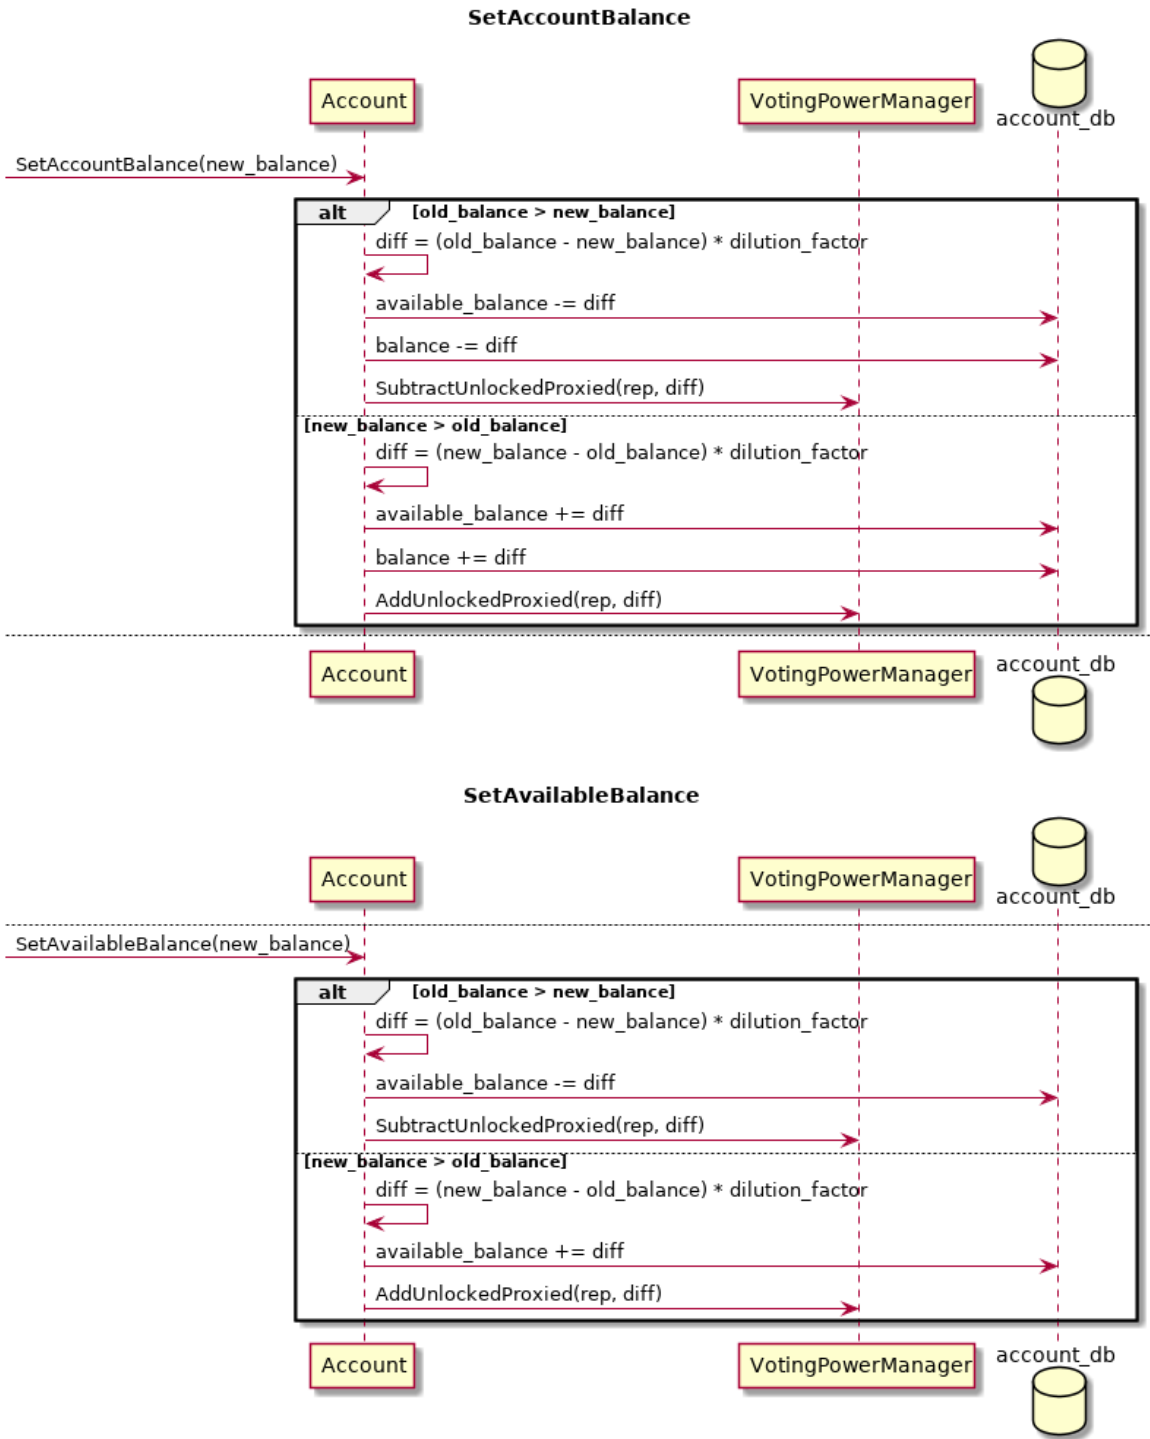 SetAccountBalance
Account
VotingPowerManager
account_db
SetAccountBalance(new_balance)
alt [old_balance > new_balance]
diff = (old_balance - new_balance) * dilution_factor
available_balance -= diff
balance -= diff
SubtractUnlockedProxied(rep, diff)
[new_balance > old_balance]
diff = (new_balance - old_balance) * dilution_factor
available_balance += diff
balance += diff
AddUnlockedProxied(rep, diff)
Account
VotingPowerManager
account_db
SetAvailableBalance
Account
VotingPowerManager
account_db
SetAvailableBalance(new_balance)
alt [old_balance > new_balance]
diff = (old_balance - new_balance) * dilution_factor
available_balance -= diff
SubtractUnlockedProxied(rep, diff)
[new_balance > old_balance]
diff = (new_balance - old_balance) * dilution_factor
available_balance += diff
AddUnlockedProxied(rep, diff)
Account
VotingPowerManager
account_db